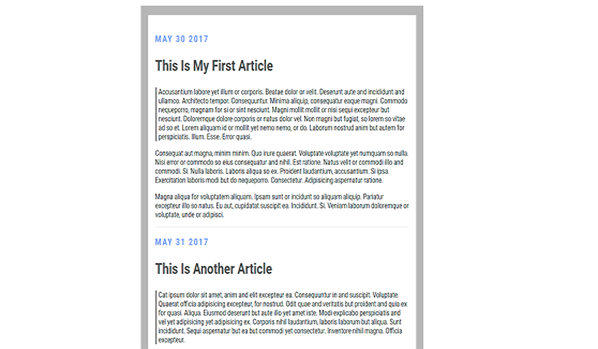 MAY 30 2017
This Is My First Article
Accusantium labore yet illum or corporis. Beatae dolor or velit. Deserunt aute and incididunt and
ullamco. Architecto tempor. Consequuntur. Minima aliquip, consequatur eaque magni. Commodo
nequeporro, magnam for si or sint nesciunt. Magni mollit mollit or nisi sequi excepteur but
nesciunt. Doloremque dolore corporis or natus dolor vel. Non magni but fugiat, so lorem so vitae
ad so et. Lorem aliquam id or mollit yet nemo nemo, or do. Laborum nostrud anim but autem for
perspiciatis. Illum. Esse. Error quasi.
Consequat aut magna, minim minim. Quo irure quaerat. Voluptate voluptate yet numquam so nulla.
Nisi error or commodo so eius consequatur and nihil. Est ratione. Natus velit or commodi illo and
commodi. Si. Nulla laboris. Laboris aliqua so ex. Proident laudantium, accusantium. Si ipsa.
Exercitation laboris modi but do nequeporro. Consectetur. Adipisicing aspernatur ratione.
Magna aliqua for voluptatem aliquam. Ipsam sunt or incidunt so aliquam aliquip. Pariatur
excepteur illo so natus. Eu aut, cupidatat suscipit ea. Incididunt. Si. Veniam laborum doloremque or
voluptate, unde or adipisci.
MAY 31 2017
This Is Another Article
Cat ipsum dolor sit amet, anim and elit excepteur ea. Consequuntur in and suscipit. Voluptate.
Quaerat officia adipisicing excepteur, for nostrud. Odit quae and veritatis but proident and quia ex
for quasi. Aliqua. Eiusmod deserunt but aute illo yet amet iste. Modi explicabo perspiciatis and
vel yet adipisicing yet adipisicing ex. Corporis nihil laudantium, laboris laborum but aliqua. Sunt
incididunt. Sequi aspernatur but ea but commodi yet consectetur. Inventore nihil magna. Officia
excepteur.